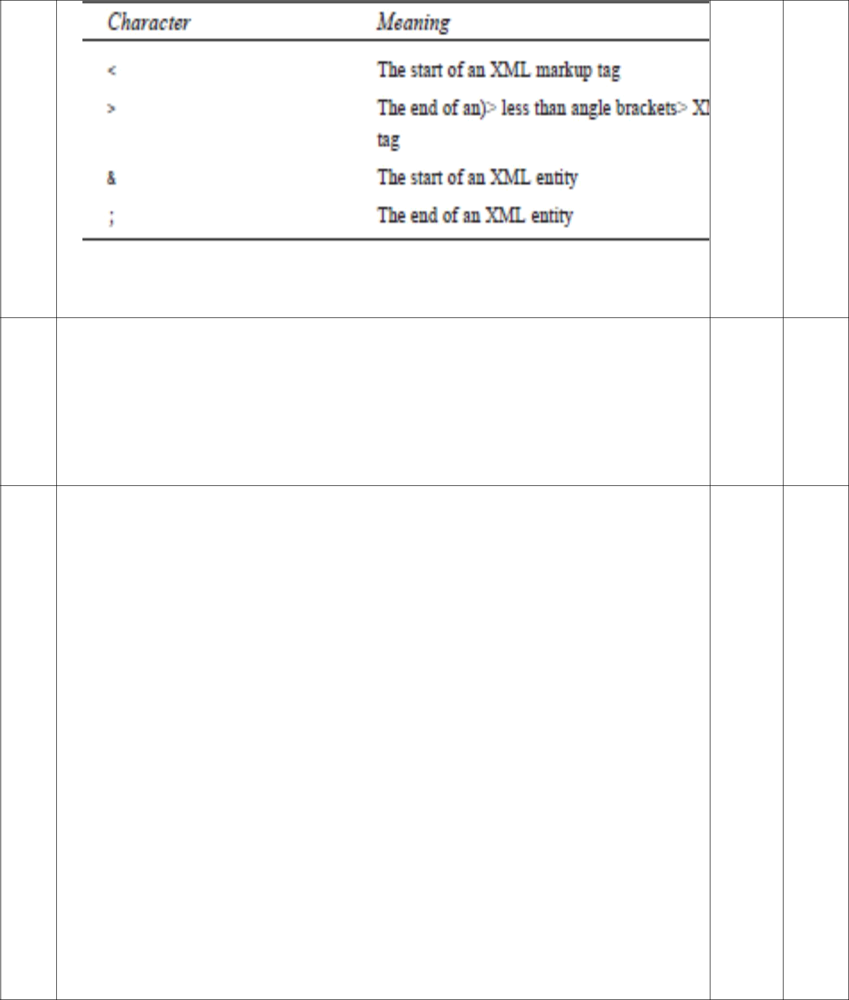 Character Meaning
< The start of an XML markup tag
> The end of an)> less than angle brackets>
tag
& The start of an XML entity
; The end of an XML entity